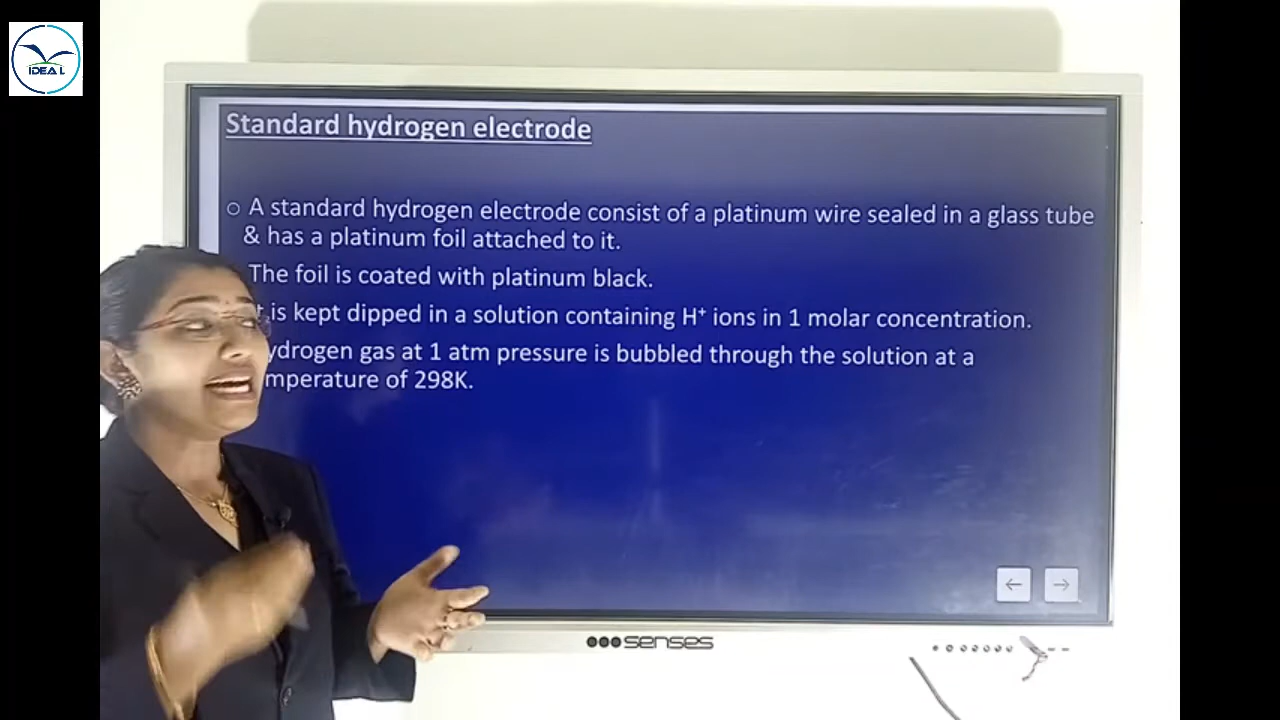 IDEAL
Standard hydrogen electrode
○ A standard hydrogen electrode consist of a platinum wire sealed in a glass tube
& has a platinum foil attached to it.
The foil is coated with platinum black.
is kept dipped in a solution containing H⁺ ions in 1 molar concentration.
ydrogen gas at 1 atm pressure is bubbled through the solution at a
mperature of 298K.
senses